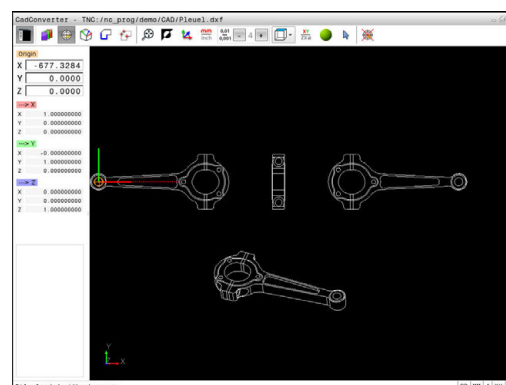 CadConverter - TNC:/nc_prog/demo/CAD/Pleuel.dxf
mm
inch
0,01
0,001
4
XY
Origin
X -677.3284
Y 0.0000
Z 0.0000
---> X
X 1.000000000
Y 0.000000000
Z 0.000000000
---> Y
X -0.000000000
Y 1.000000000
Z 0.000000000
---> Z
X 0.000000000
Y 0.000000000
Z 1.000000000
Y
Z
X